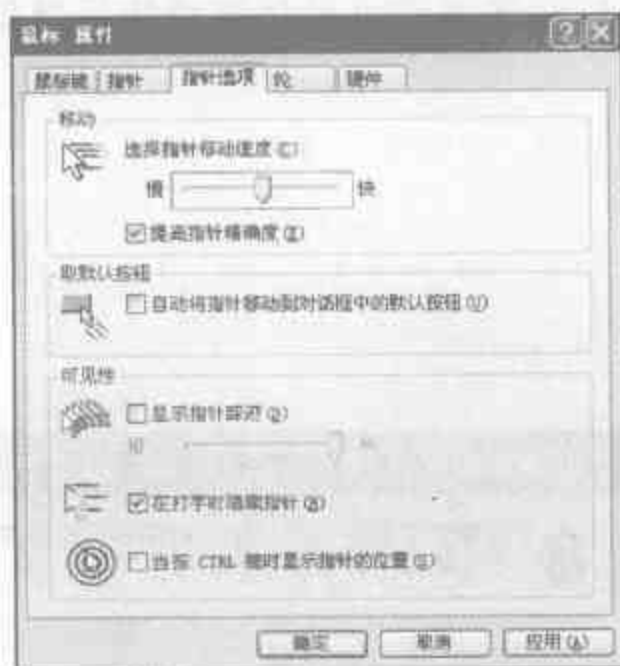 鼠标 属性
鼠标键 指针 指针选项 轮 硬件
移动
选择指针移动速度(C)
慢 快
提高指针精确度(E)
取默认按钮
自动将指针移动到对话框中的默认按钮(U)
可见性
显示指针踪迹(D)
短 长
在打字时隐藏指针(H)
当按 CTRL 键时显示指针的位置(S)
确定 取消 应用(A)